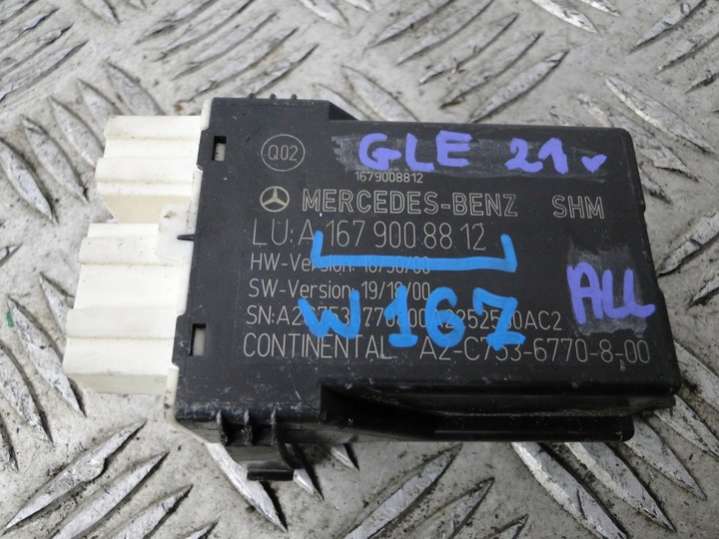 Q02
GLE 21 v
1679008812
MERCEDES-BENZ SHM
LU: A 167 900 88 12
HW-Version:
ALL
SW-Version 19/18/00
W167
CONTINENTAL A2-C753-6770-8-00